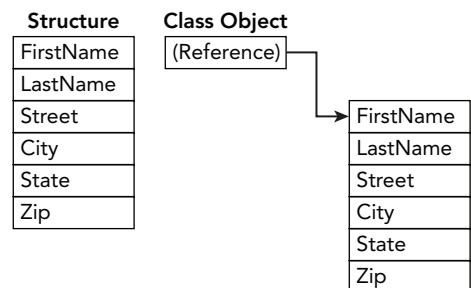 Structure
FirstName
LastName
Street
City
State
Zip
Class Object
(Reference)
FirstName
LastName
Street
City
State
Zip